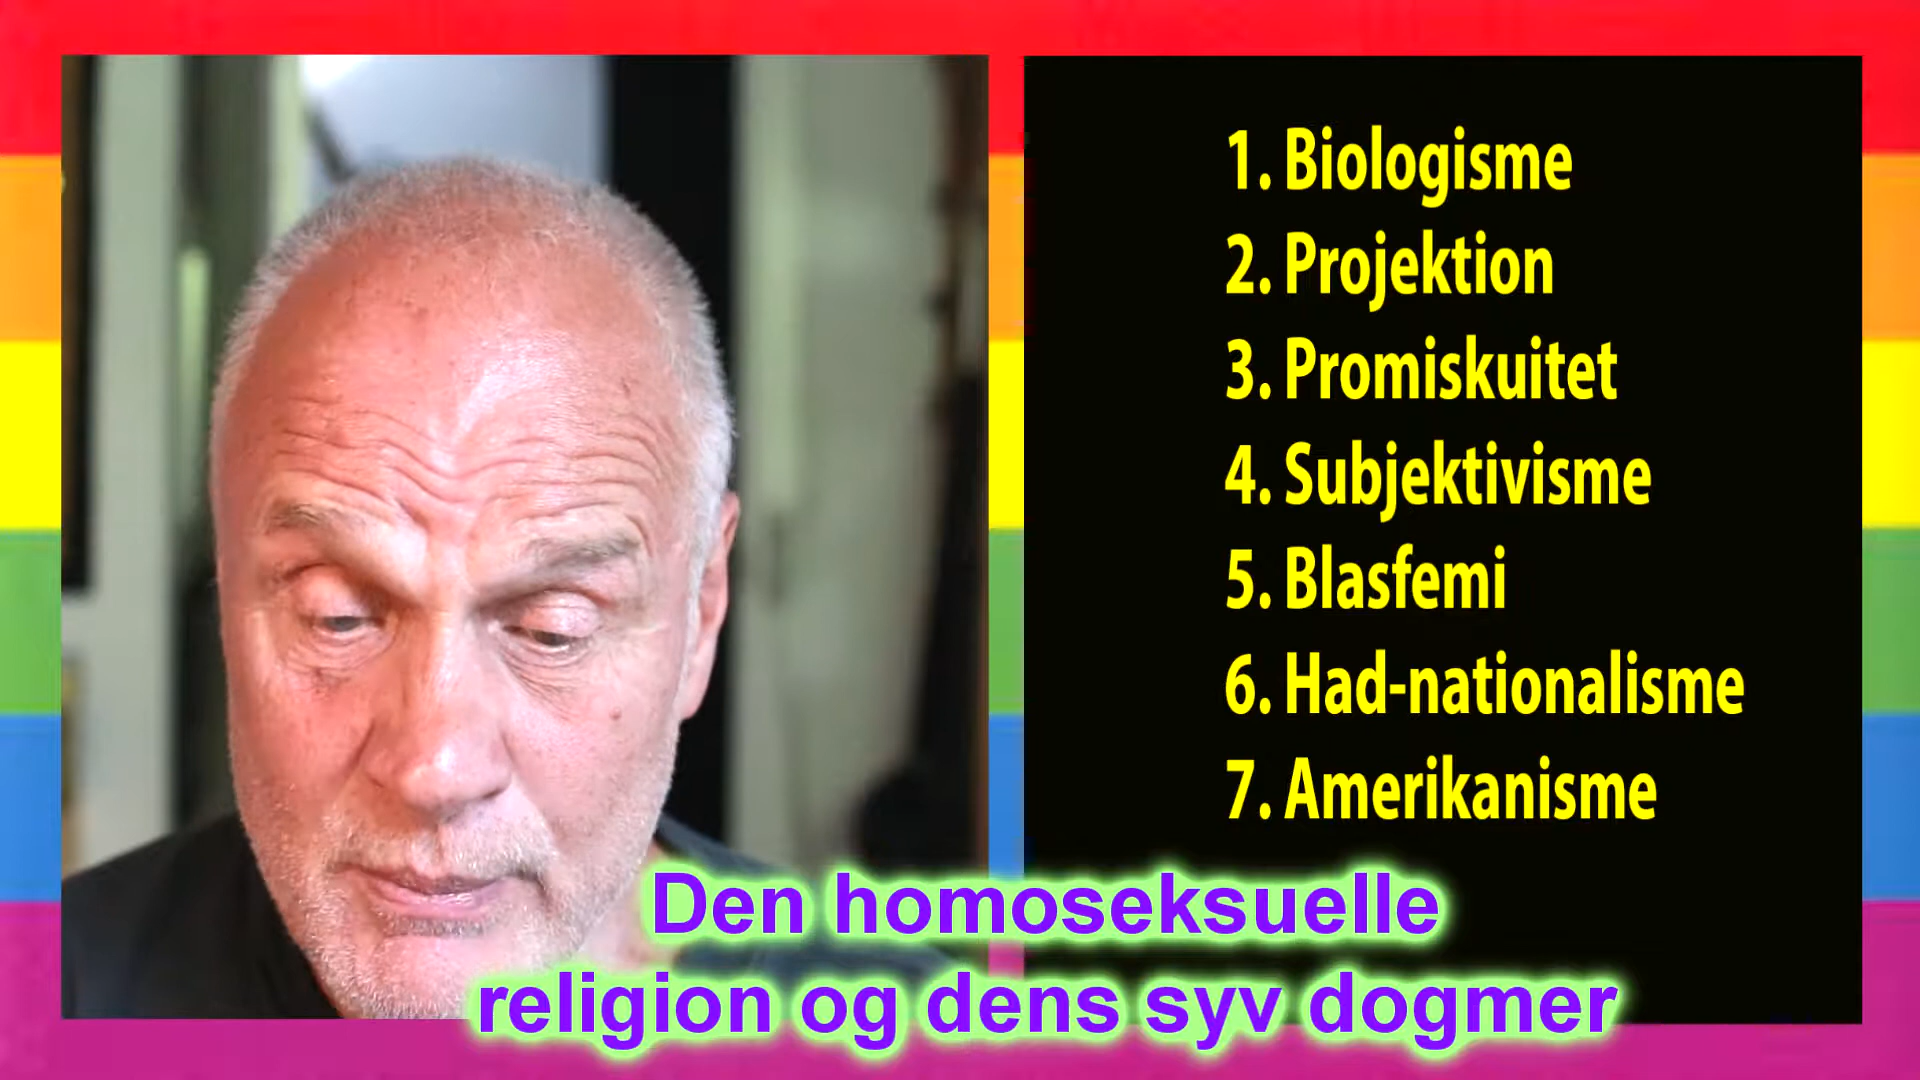 1. Biologisme
2. Projektion
3. Promiskuitet
4. Subjektivisme
5. Blasfemi
6. Had-nationalisme
7. Amerikanisme
Den homoseksuelle
religion og dens syv dogmer